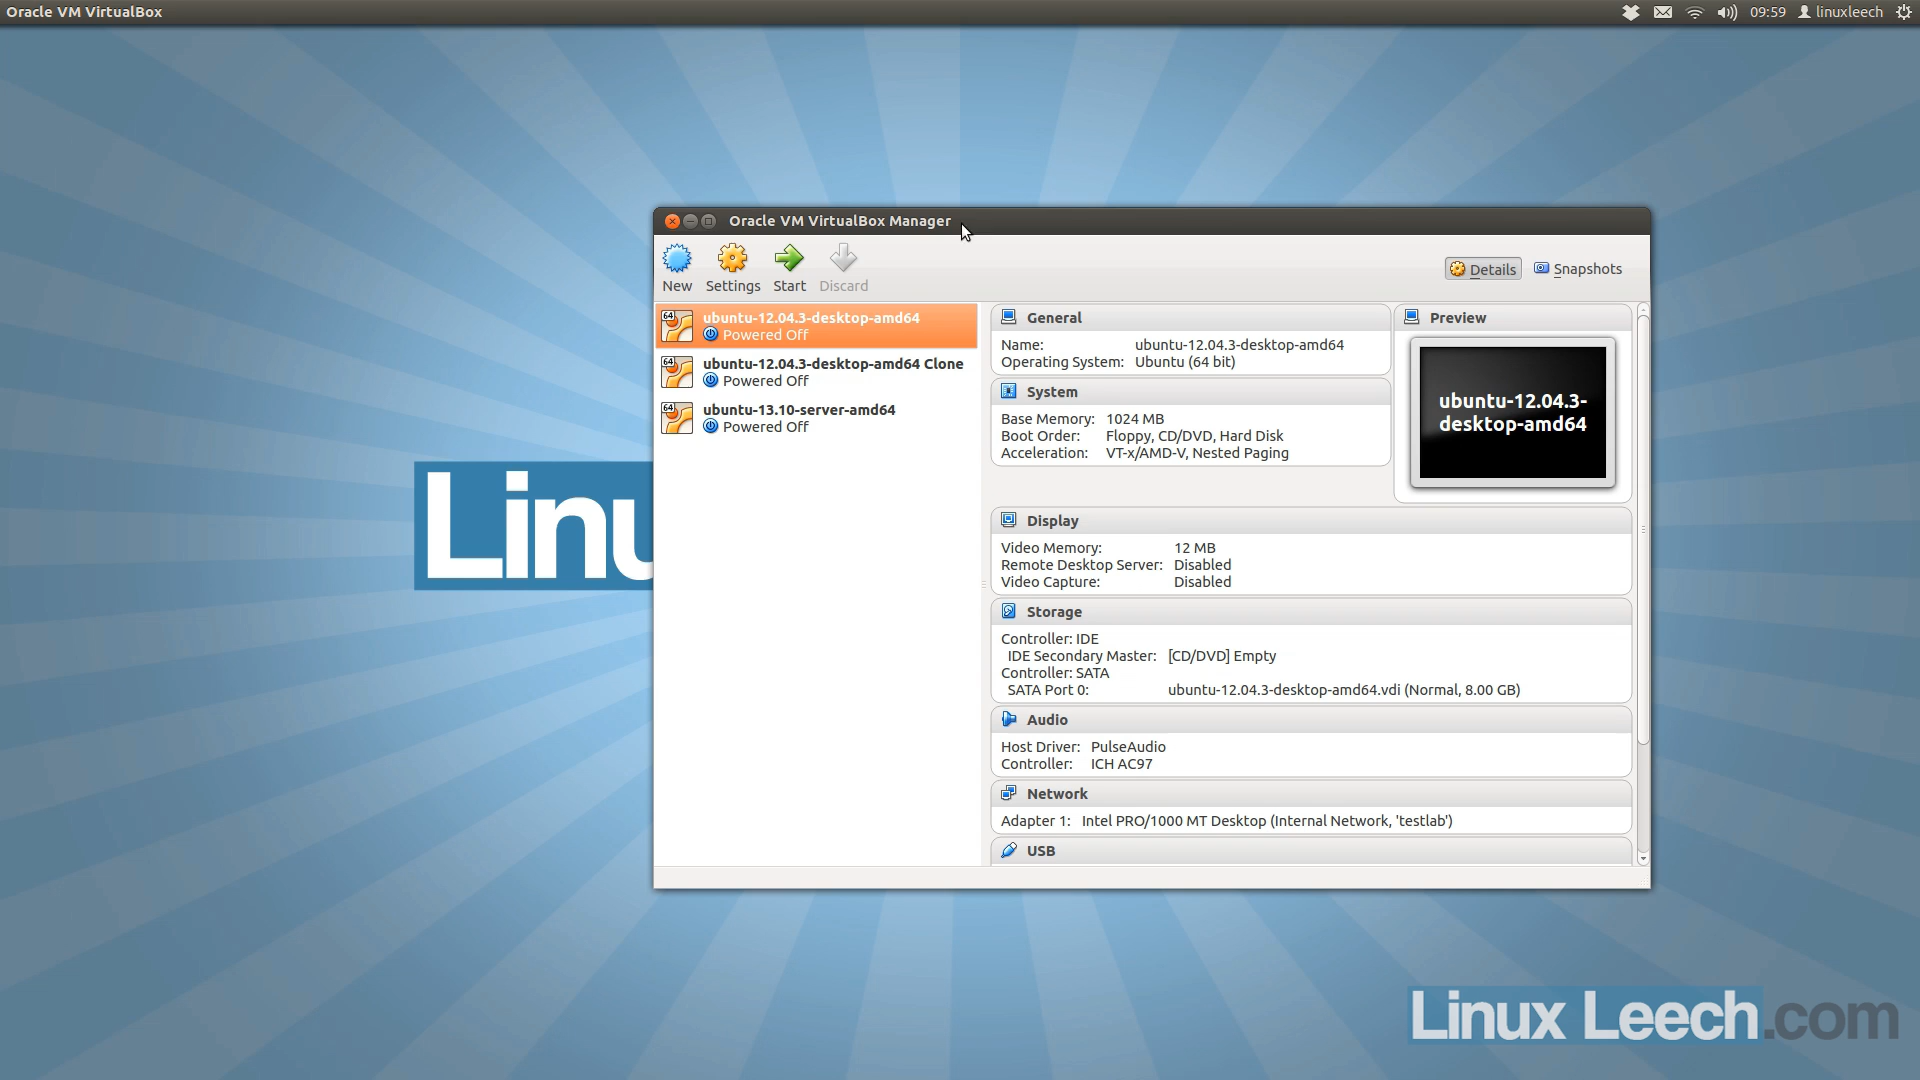 Oracle VM VirtualBox
09:59
linuxleech
Linu
Oracle VM VirtualBox Manager
New
Settings
Start
Discard
Details
Snapshots
64
ubuntu-12.04.3-desktop-amd64
Powered Off
64
ubuntu-12.04.3-desktop-amd64 Clone
Powered Off
64
ubuntu-13.10-server-amd64
Powered Off
General
Name: ubuntu-12.04.3-desktop-amd64
Operating System: Ubuntu (64 bit)
Preview
ubuntu-12.04.3-
desktop-amd64
System
Base Memory: 1024 MB
Boot Order: Floppy, CD/DVD, Hard Disk
Acceleration: VT-x/AMD-V, Nested Paging
Display
Video Memory: 12 MB
Remote Desktop Server: Disabled
Video Capture: Disabled
Storage
Controller: IDE
IDE Secondary Master: [CD/DVD] Empty
Controller: SATA
SATA Port 0: ubuntu-12.04.3-desktop-amd64.vdi (Normal, 8.00 GB)
Audio
Host Driver: PulseAudio
Controller: ICH AC97
Network
Adapter 1: Intel PRO/1000 MT Desktop (Internal Network, 'testlab')
USB
Linux Leech.com